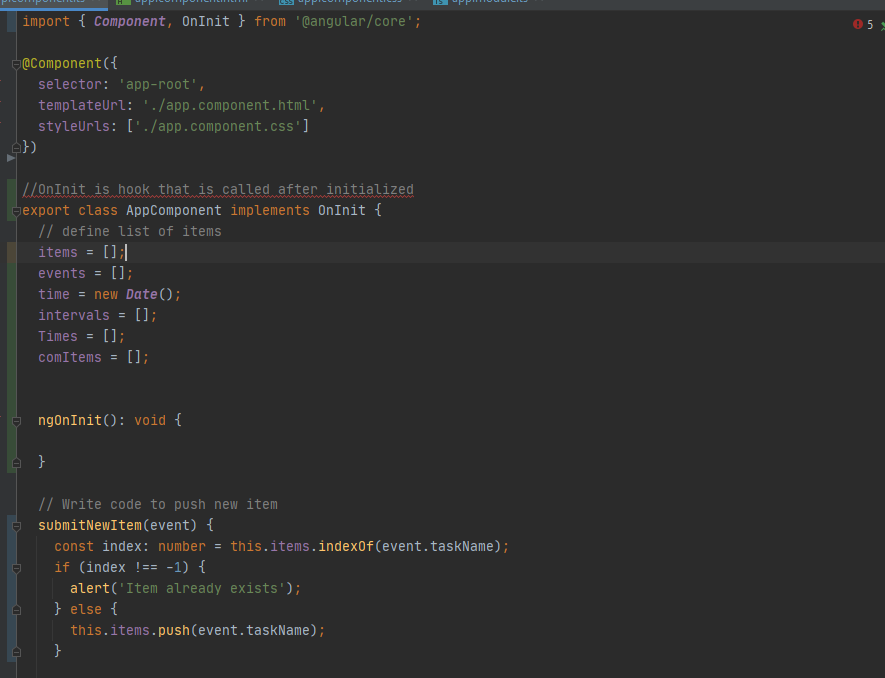 import { Component, OnInit } from '@angular/core';
5
@Component({
selector: 'app-root',
templateUrl: './app.component.html',
styleUrls: ['./app.component.css']
})
//OnInit is hook that is called after initialized
export class AppComponent implements OnInit {
// define list of items
items = [];
events = [];
time = new Date();
intervals = [];
Times = [];
comItems = [];
ngOnInit(): void {
}
// Write code to push new item
submitNewItem(event) {
const index: number = this.items.indexOf(event.taskName);
if (index !== -1) {
alert('Item already exists');
} else {
this.items.push(event.taskName);
}